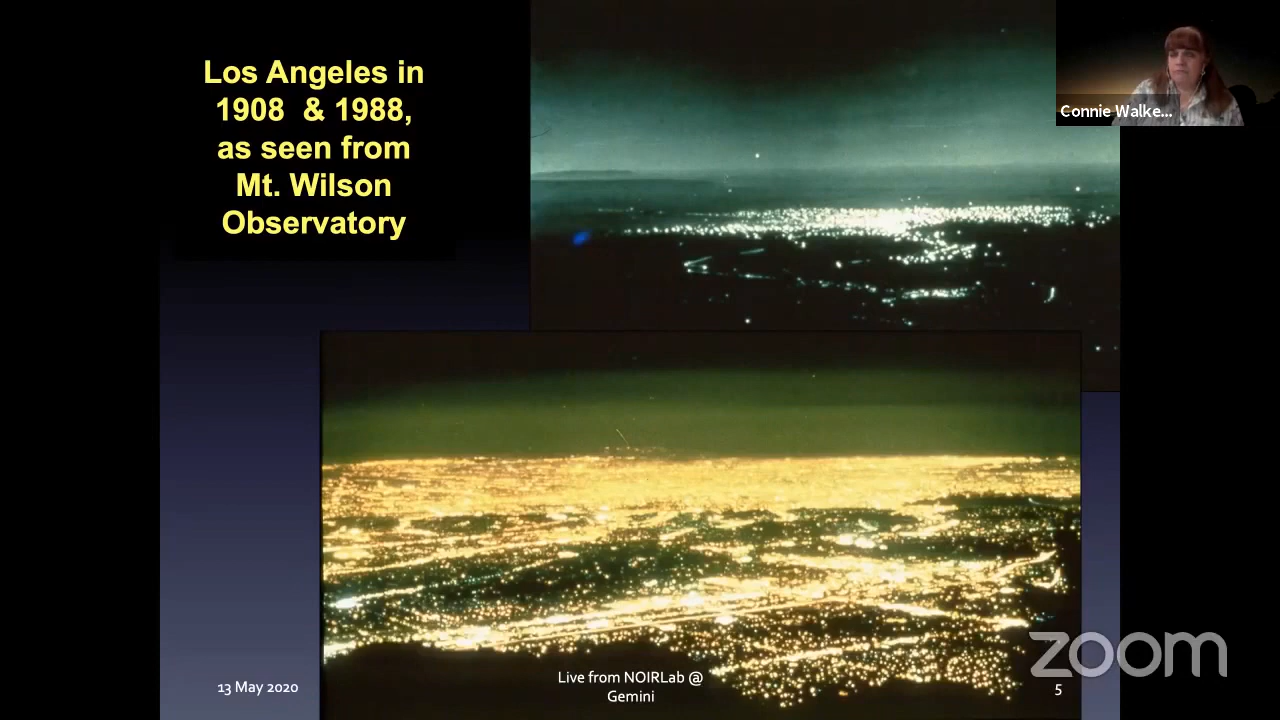 Los Angeles in
1908 & 1988,
as seen from
Mt. Wilson
Observatory
Connie Walke...
13 May 2020
Live from NOIRLab @
Gemini
5
zoom